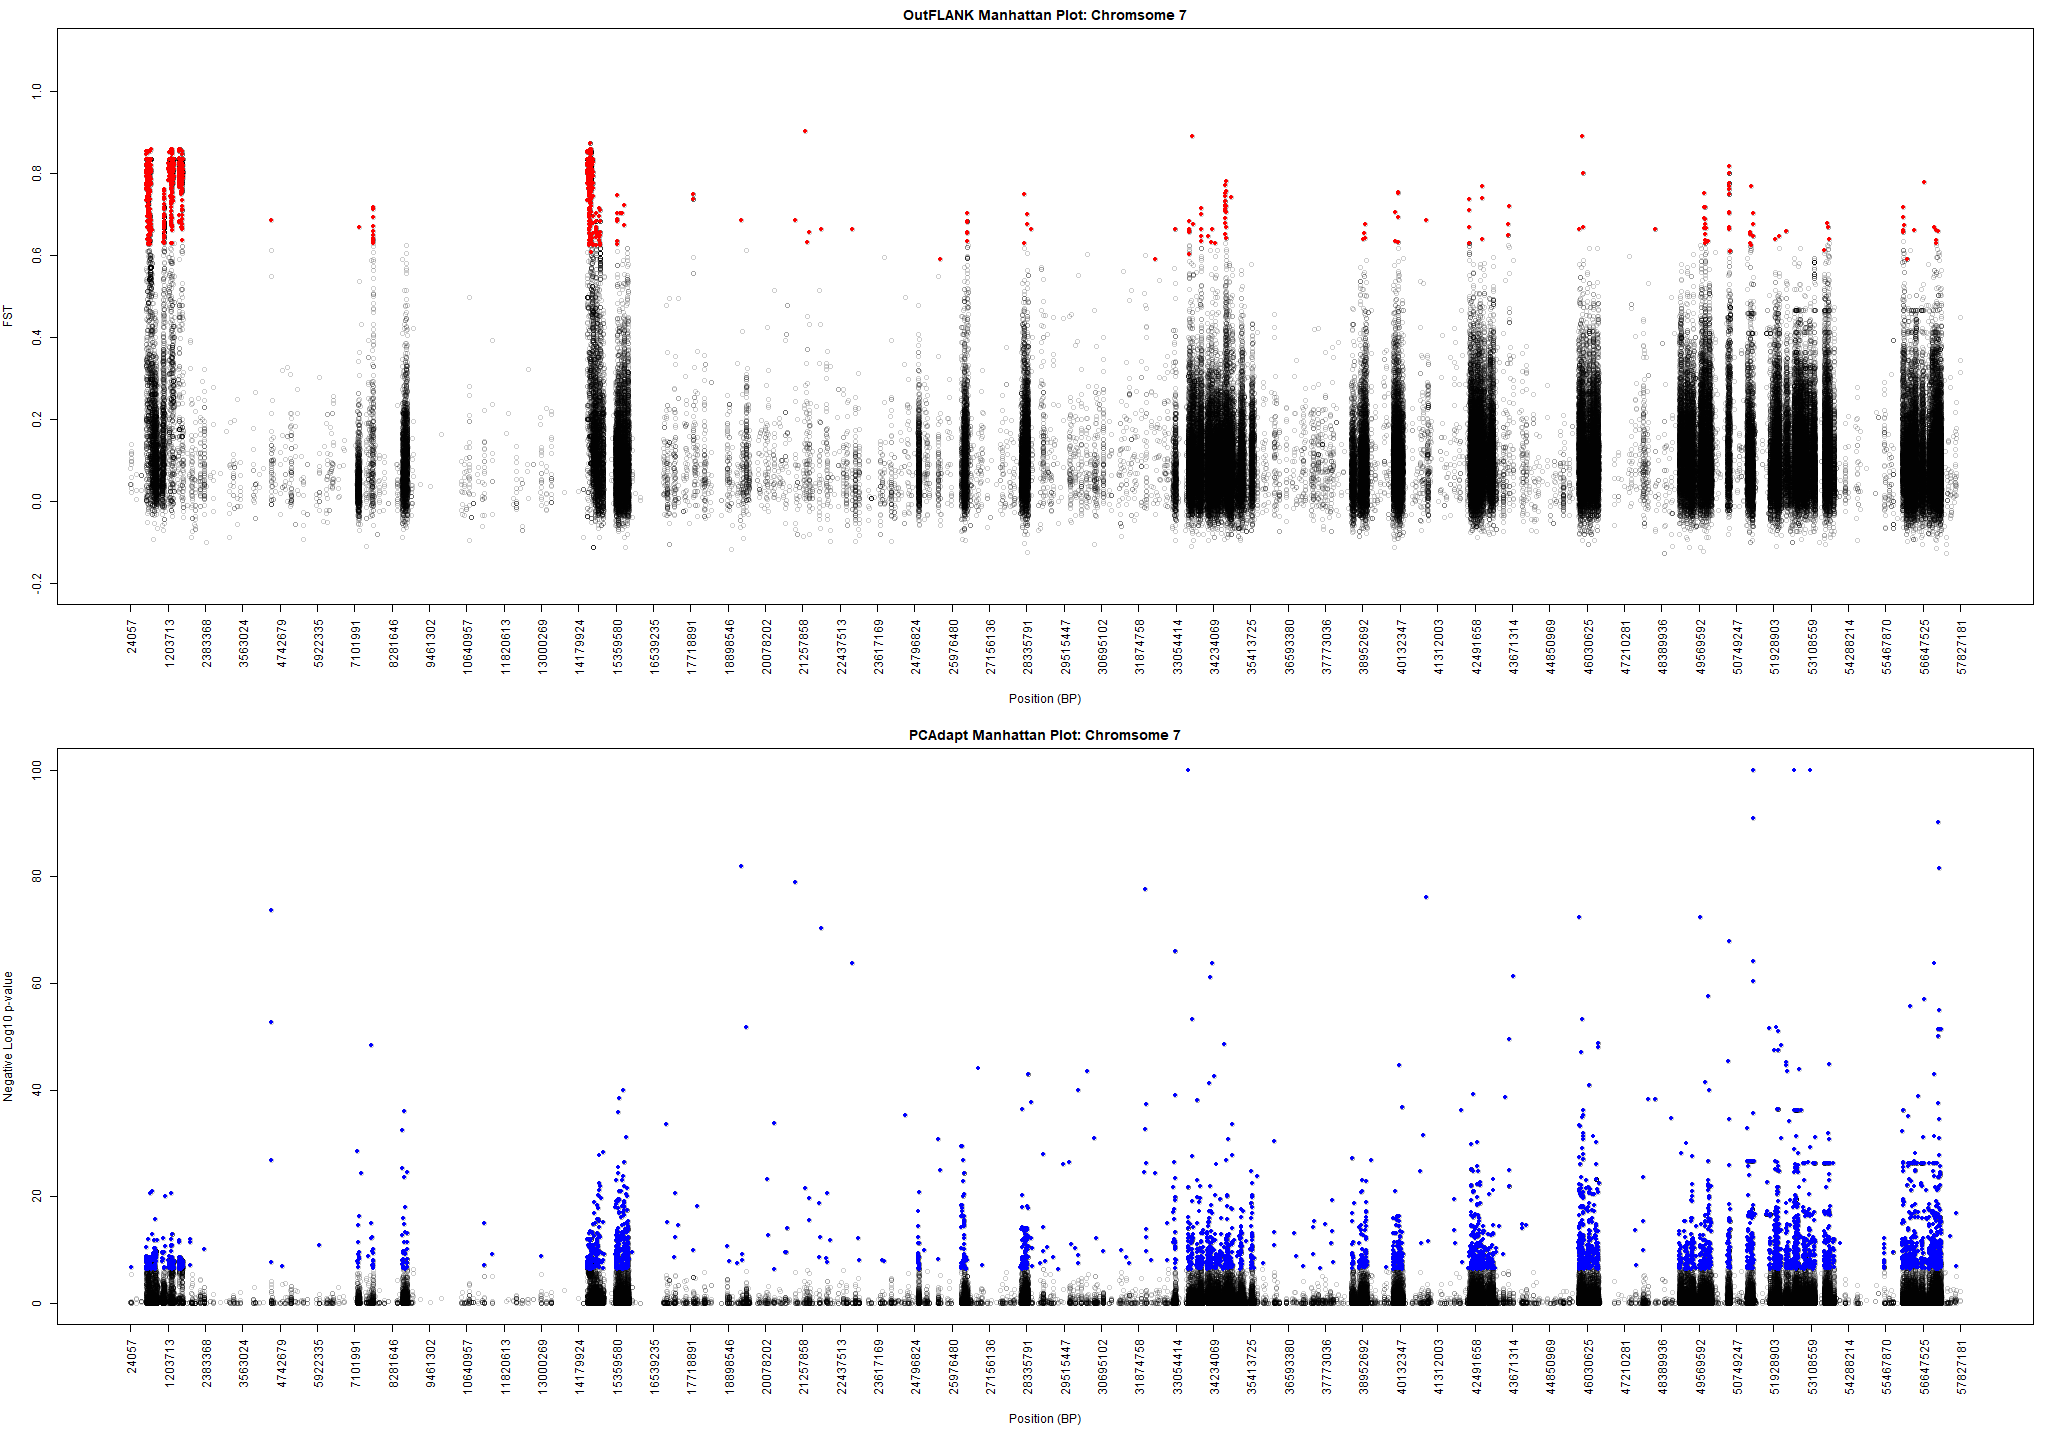 OutFLANK Manhattan Plot: Chromsome 7
FST
1.0
0.8
0.6
0.4
0.2
0.0
-0.2
24057 1203713 2383368 3563024 4742679 5922335 7101991 8281646 9461302 10640957 11820613 13000269 14179924 15359580 16539235 17718891 18898546 20078202 21257858 22437513 23617169 24796824 25976480 27156136 28335791 29515447 30695102 31874758 33054414 34234069 35413725 36593380 37773036 38952692 40132347 41312003 42491658 43671314 44850969 46030625 47210281 48389936 49569592 50749247 51928903 53108559 54288214 55467870 56647525 57827181
Position (BP)
PCAdapt Manhattan Plot: Chromsome 7
Negative Log10 p-value
100
80
60
40
20
0
24057 1203713 2383368 3563024 4742679 5922335 7101991 8281646 9461302 10640957 11820613 13000269 14179924 15359580 16539235 17718891 18898546 20078202 21257858 22437513 23617169 24796824 25976480 27156136 28335791 29515447 30695102 31874758 33054414 34234069 35413725 36593380 37773036 38952692 40132347 41312003 42491658 43671314 44850969 46030625 47210281 48389936 49569592 50749247 51928903 53108559 54288214 55467870 56647525 57827181
Position (BP)